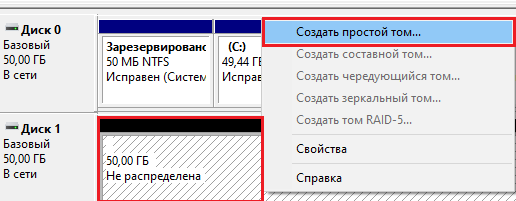 Диск 0
Базовый
50,00 ГБ
В сети
Зарезервировано
50 МБ NTFS
Исправен (Систем
(C:)
49,44 Г
Исправ
Создать простой том...
Создать составной том...
Создать чередующийся том...
Создать зеркальный том...
Создать том RAID-5...
Свойства
Справка
Диск 1
Базовый
50,00 ГБ
В сети
50,00 ГБ
Не распределена